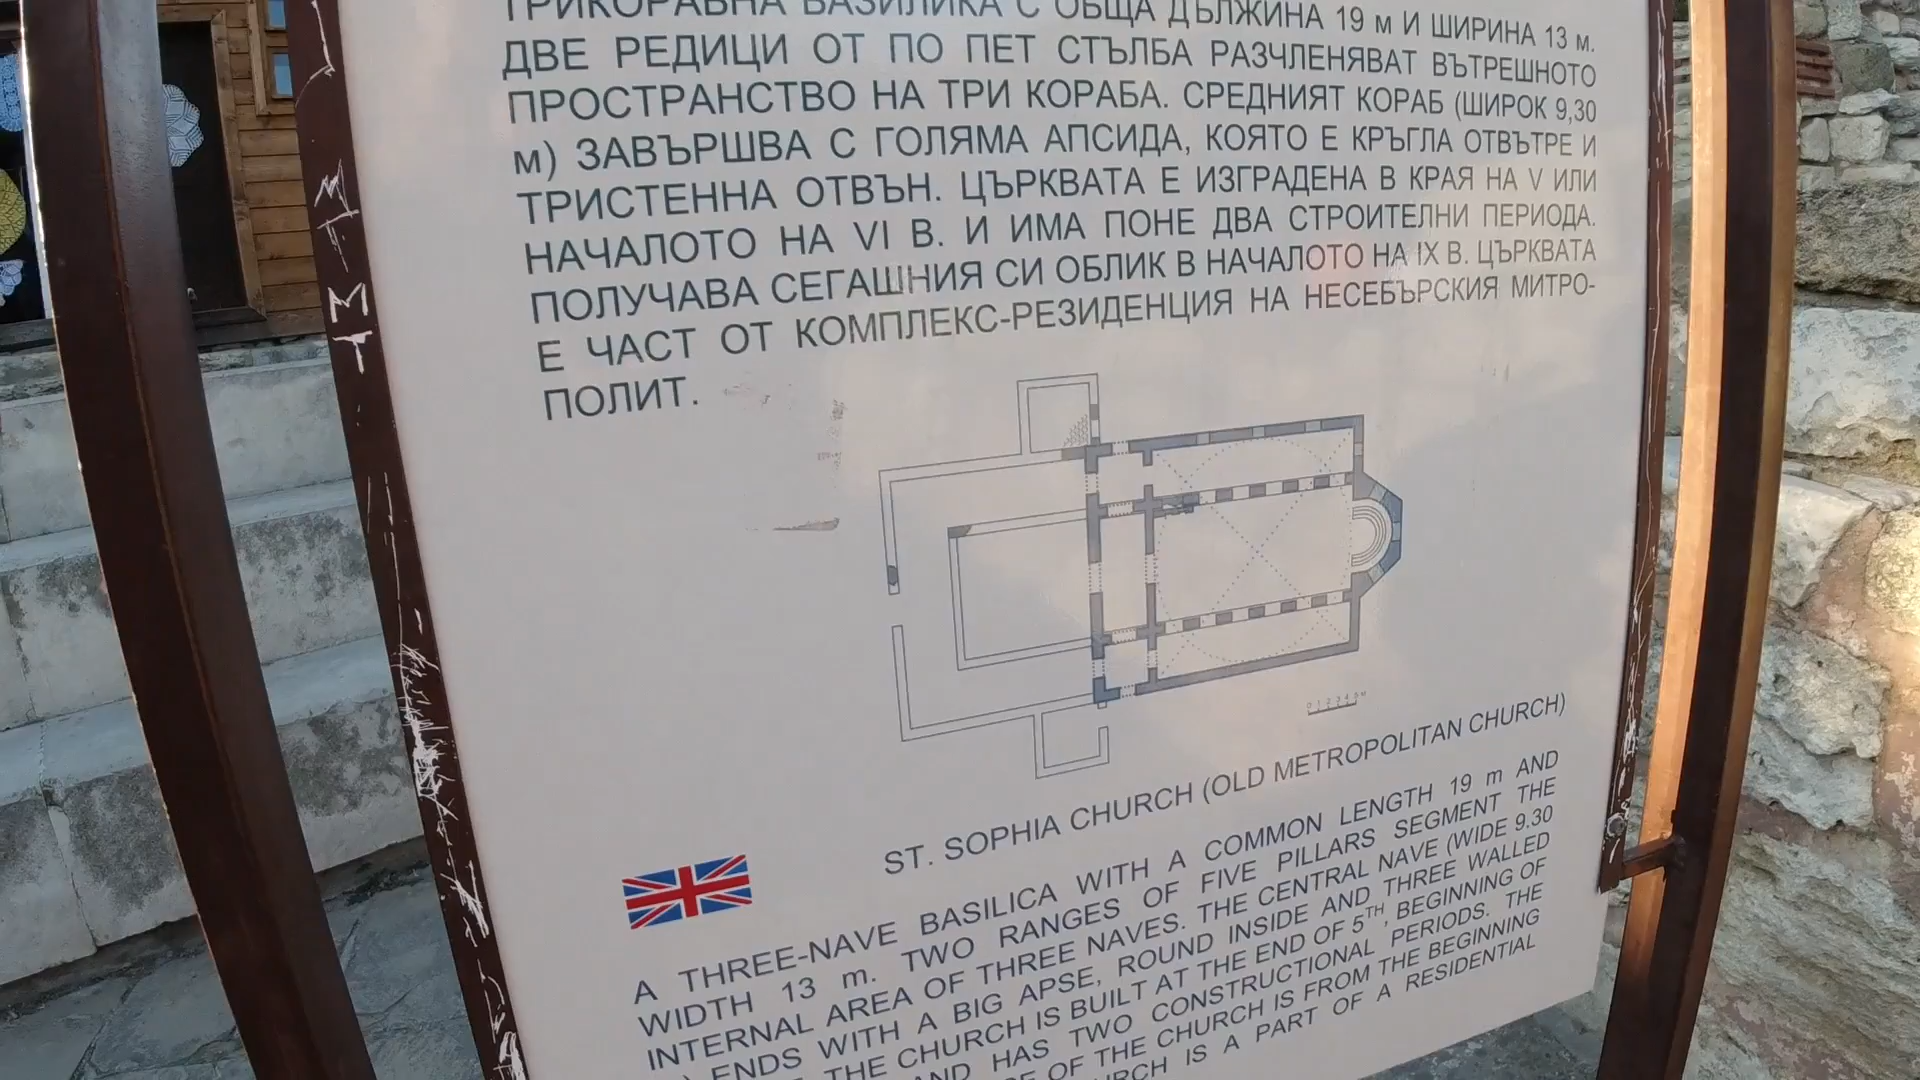 ТРИКОРАБНА БАЗИЛИКА С ОБЩА ДЪЛЖИНА 19 м И ШИРИНА 13 м.
ДВЕ РЕДИЦИ ОТ ПО ПЕТ СТЪЛБА РАЗЧЛЕНЯВАТ ВЪТРЕШНОТО
ПРОСТРАНСТВО НА ТРИ КОРАБА. СРЕДНИЯТ КОРАБ (ШИРОК 9,30
м) ЗАВЪРШВА С ГОЛЯМА АПСИДА, КОЯТО Е КРЪГЛА ОТВЪТРЕ И
ТРИСТЕННА ОТВЪН. ЦЪРКВАТА Е ИЗГРАДЕНА В КРАЯ НА V ИЛИ
НАЧАЛОТО НА VI В. И ИМА ПОНЕ ДВА СТРОИТЕЛНИ ПЕРИОДА.
ПОЛУЧАВА СЕГАШНИЯ СИ ОБЛИК В НАЧАЛОТО НА IX В. ЦЪРКВАТА
Е ЧАСТ ОТ КОМПЛЕКС-РЕЗИДЕНЦИЯ НА НЕСЕБЪРСКИЯ МИТРО-
ПОЛИТ.
0 1 2 3 4 5 M
ST. SOPHIA CHURCH (OLD METROPOLITAN CHURCH)
A THREE-NAVE BASILICA WITH A COMMON LENGTH 19 m AND
WIDTH 13 m. TWO RANGES OF FIVE PILLARS SEGMENT THE
INTERNAL AREA OF THREE NAVES. THE CENTRAL NAVE (WIDE 9.30
) ENDS WITH A BIG APSE, ROUND INSIDE AND THREE WALLED
THE CHURCH IS BUILT AT THE END OF 5TH, BEGINNING OF
AND HAS TWO CONSTRUCTIONAL PERIODS. THE
OF THE CHURCH IS FROM THE BEGINNING
IS A PART OF A RESIDENTIAL